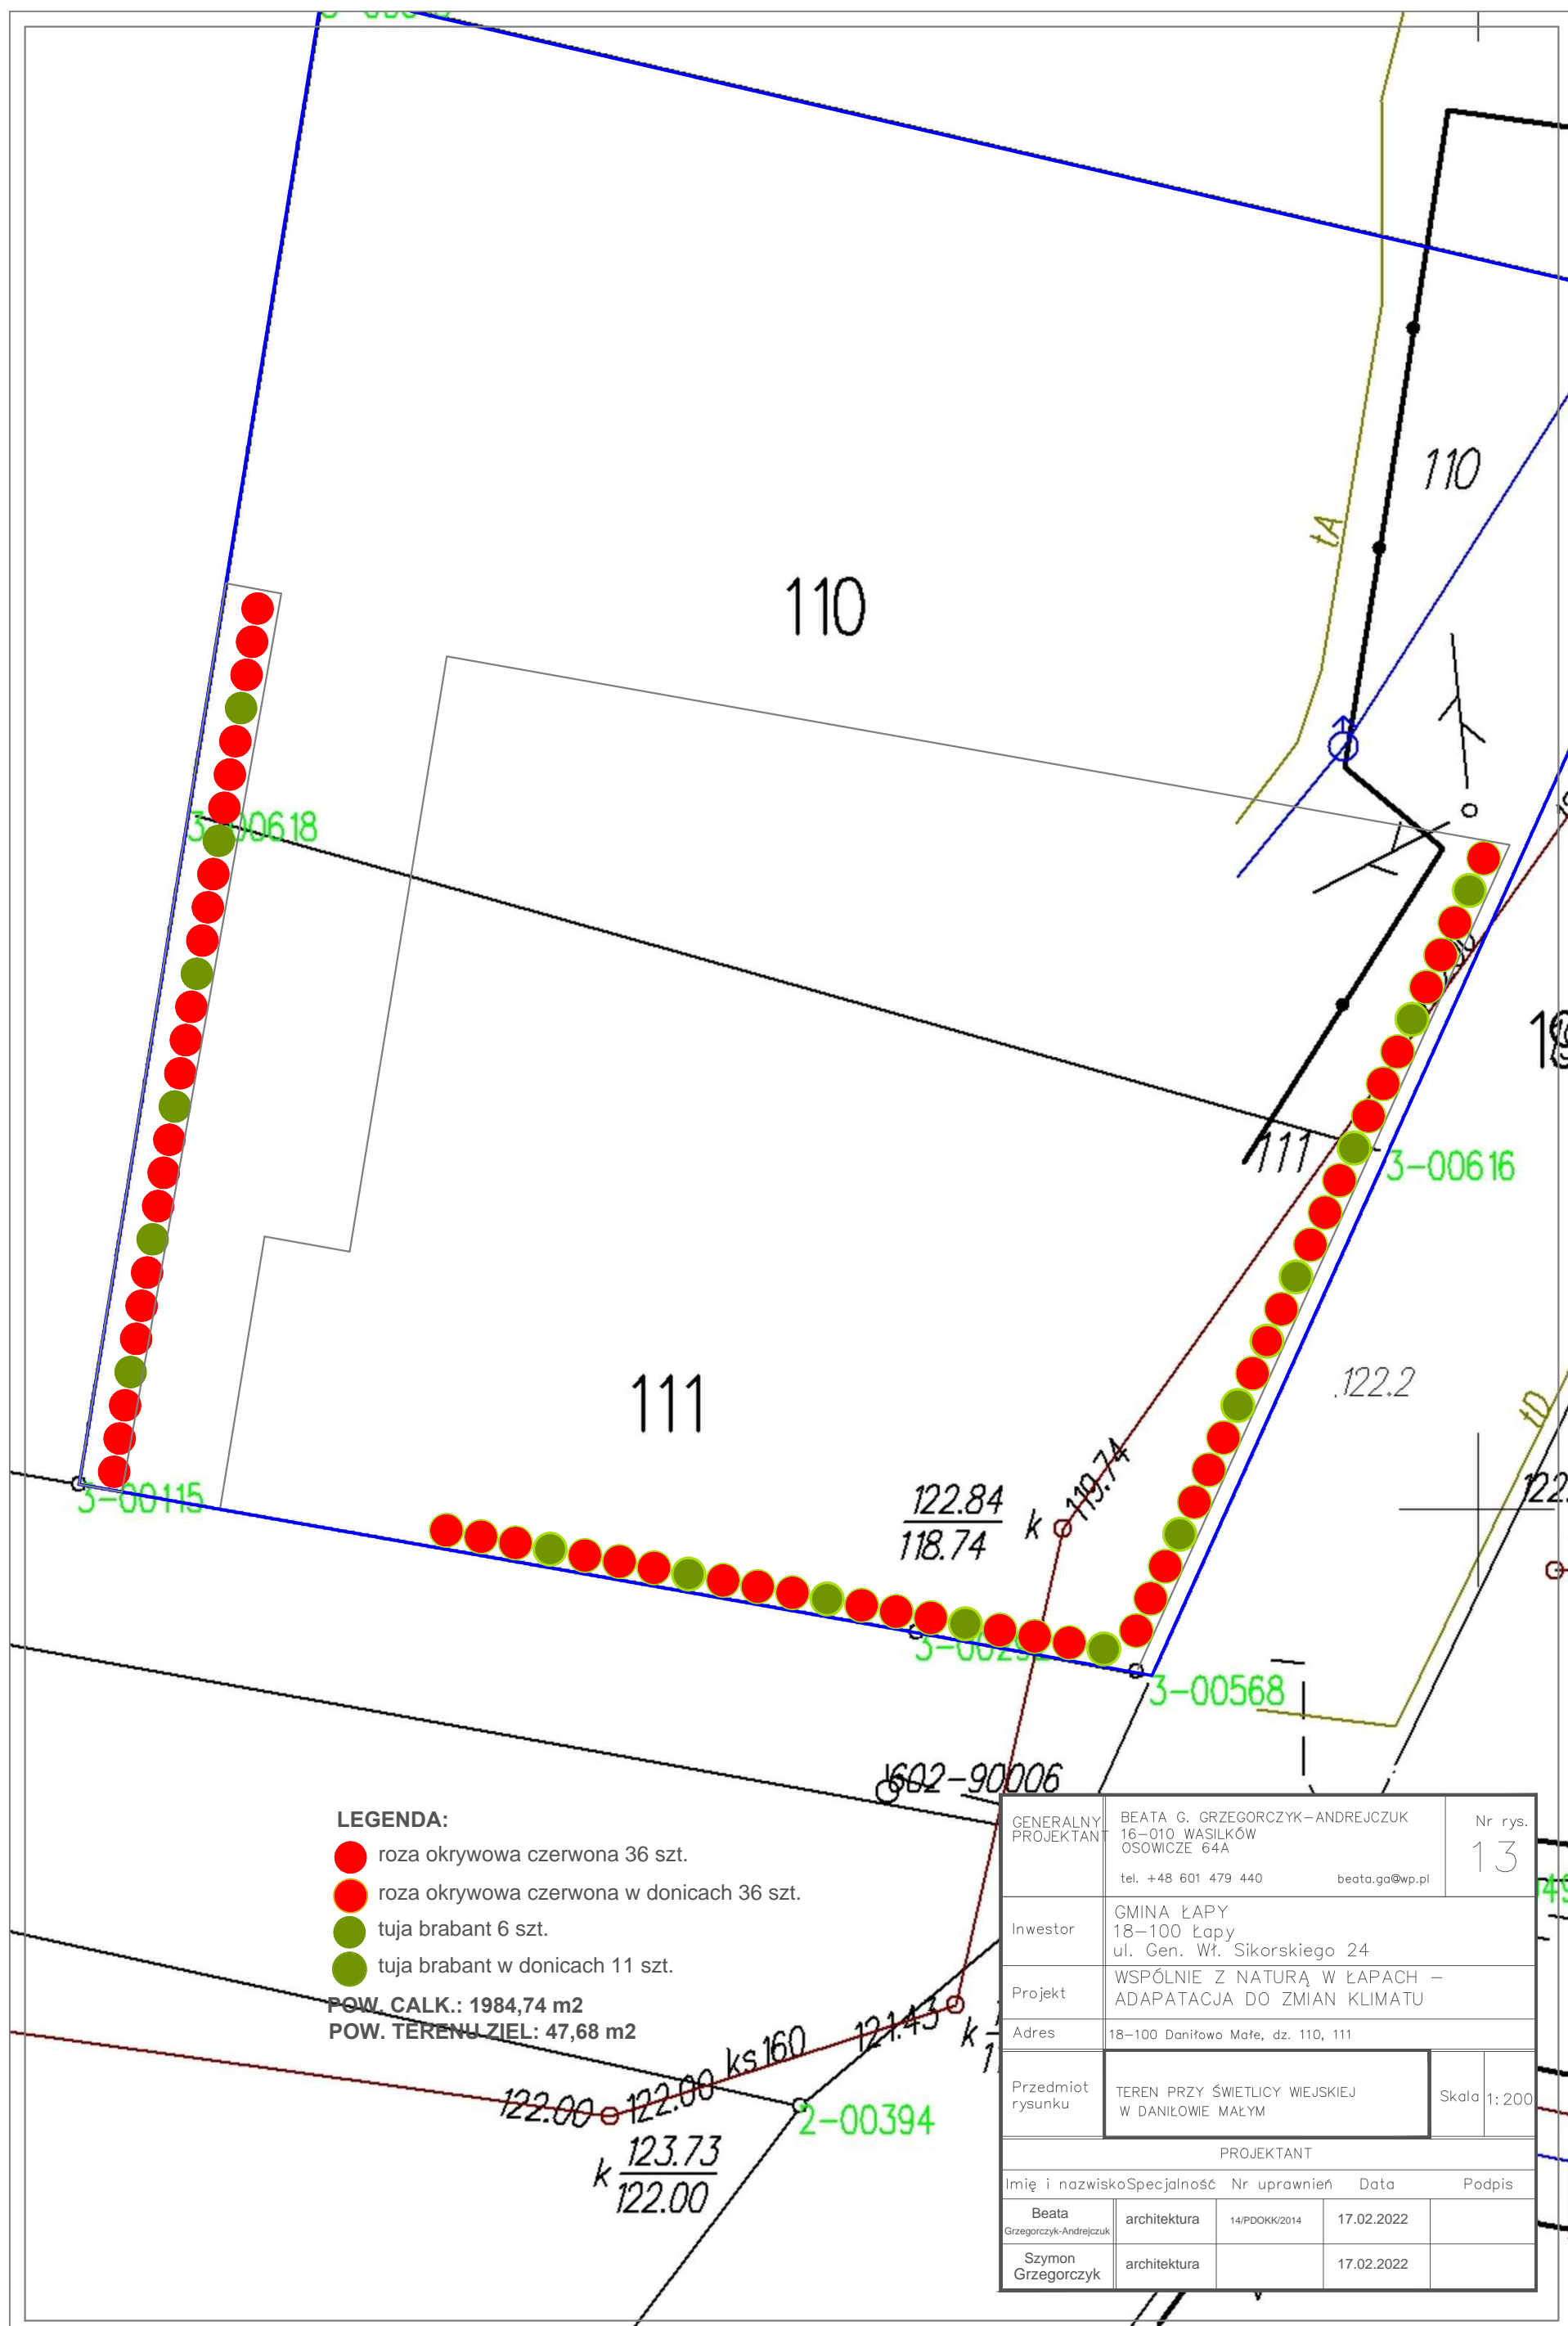 110
tA
110
3-00618
111
3-00616
111
.122.2
tD
3-00115
122.84
118.74
k
119.74
122.
3-00568
602-90006
LEGENDA:
roza okrywowa czerwona 36 szt.
roza okrywowa czerwona w donicach 36 szt.
tuja brabant 6 szt.
tuja brabant w donicach 11 szt.
POW. CALK.: 1984,74 m2
POW. TERENU ZIEL: 47,68 m2
122.00
122.00
ks160
121.43
k
2-00394
k
123.73
122.00
GENERALNY
PROJEKTANT
BEATA G. GRZEGORCZYK-ANDREJCZUK
16-010 WASILKÓW
OSOWICZE 64A
tel. +48 601 479 440 beata.ga@wp.pl
Nr rys.
13
Inwestor
GMINA ŁAPY
18-100 Łapy
ul. Gen. Wł. Sikorskiego 24
Projekt
WSPÓLNIE Z NATURĄ W ŁAPACH -
ADAPATACJA DO ZMIAN KLIMATU
Adres
18-100 Daniłowo Małe, dz. 110, 111
Przedmiot
rysunku
TEREN PRZY ŚWIETLICY WIEJSKIEJ
W DANIŁOWIE MAŁYM
Skala 1:200
PROJEKTANT
Imię i nazwisko Specjalność Nr uprawnień Data Podpis
Beata
Grzegorczyk-Andrejczuk
architektura 14/PDOKK/2014 17.02.2022
Szymon
Grzegorczyk
architektura 17.02.2022